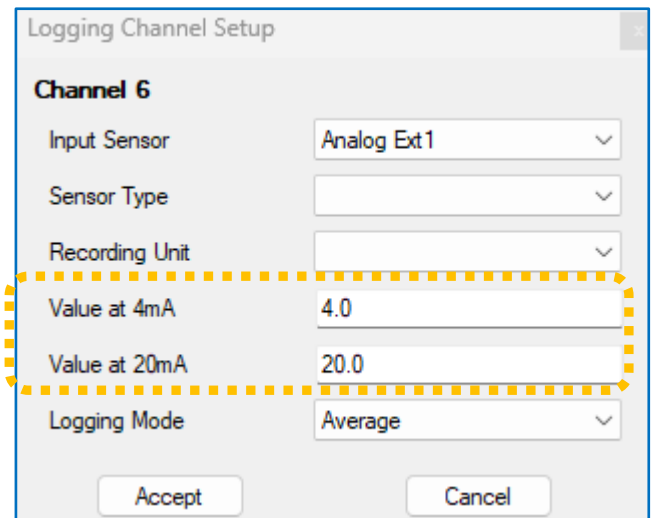 Logging Channel Setup
x
Channel 6
Input Sensor Analog Ext1
Sensor Type
Recording Unit
Value at 4mA 4.0
Value at 20mA 20.0
Logging Mode Average
Accept Cancel